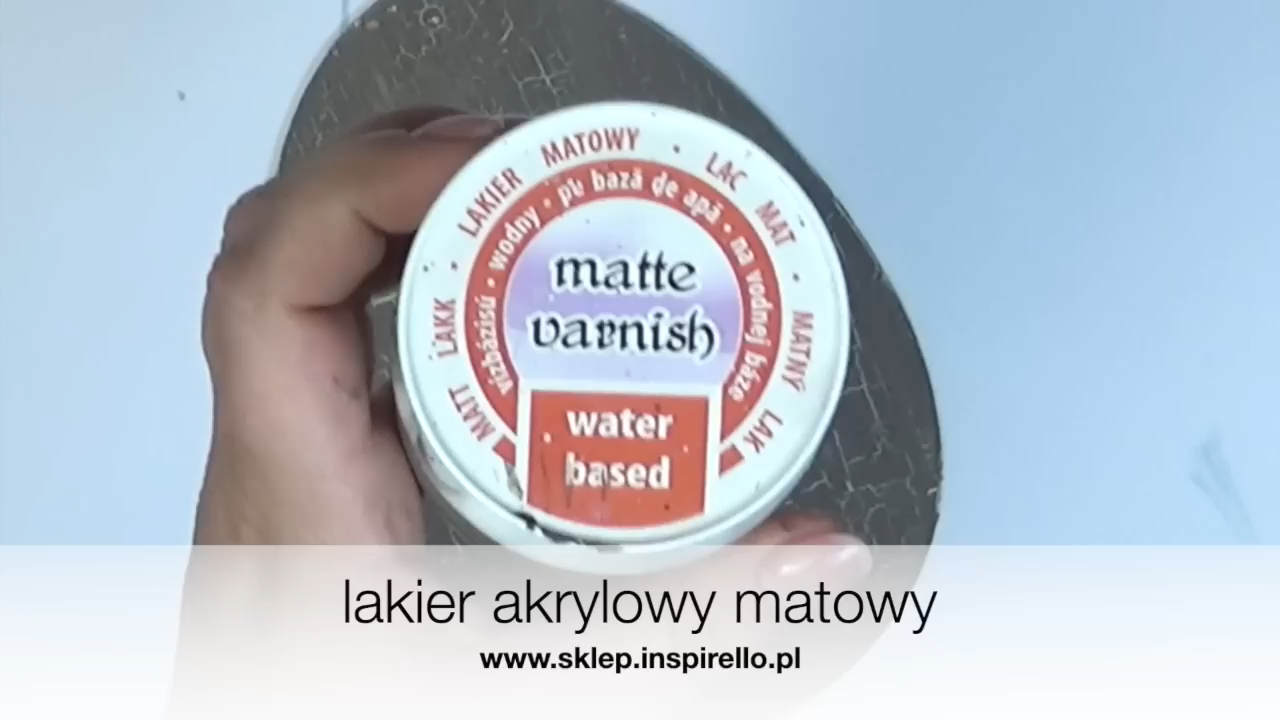 MATT LAKK • LAKIER MATOWY • LAC MAT • MATNÝ LAK
vízbázisú • wodny • pe bază de apă • na vodnej báze
matte
varnish
water
based
lakier akrylowy matowy
www.sklep.inspirello.pl